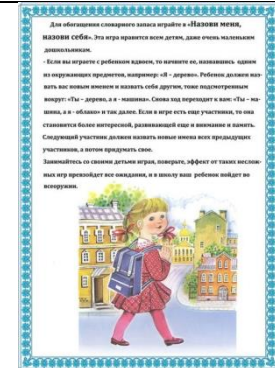 Для обогащения словарного запаса играйте в «Назови меня,
назови себя». Эта игра нравится всем детям, даже очень маленьким
дошкольникам.
- Если вы играете с ребенком вдвоем, то начните ее, назвавшись одним
из окружающих предметов, например: «Я – дерево». Ребенок должен наз-
вать вас новым именем и назвать себя другим, тоже подсмотренным
вокруг: «Ты – дерево, а я - машина». Снова ход переходит к вам: «Ты – ма-
шина, а я - облако» и так далее. Если в игре есть еще участники, то она
становится более интересной, развивающей еще и внимание и память.
Следующий участник должен назвать новые имена всех предыдущих
участников, а потом придумать свое.
Занимайтесь со своими детьми играя, поверьте, эффект от таких неслож-
ных игр превзойдет все ожидания, и в школу ваш ребенок пойдет во
всеоружии.